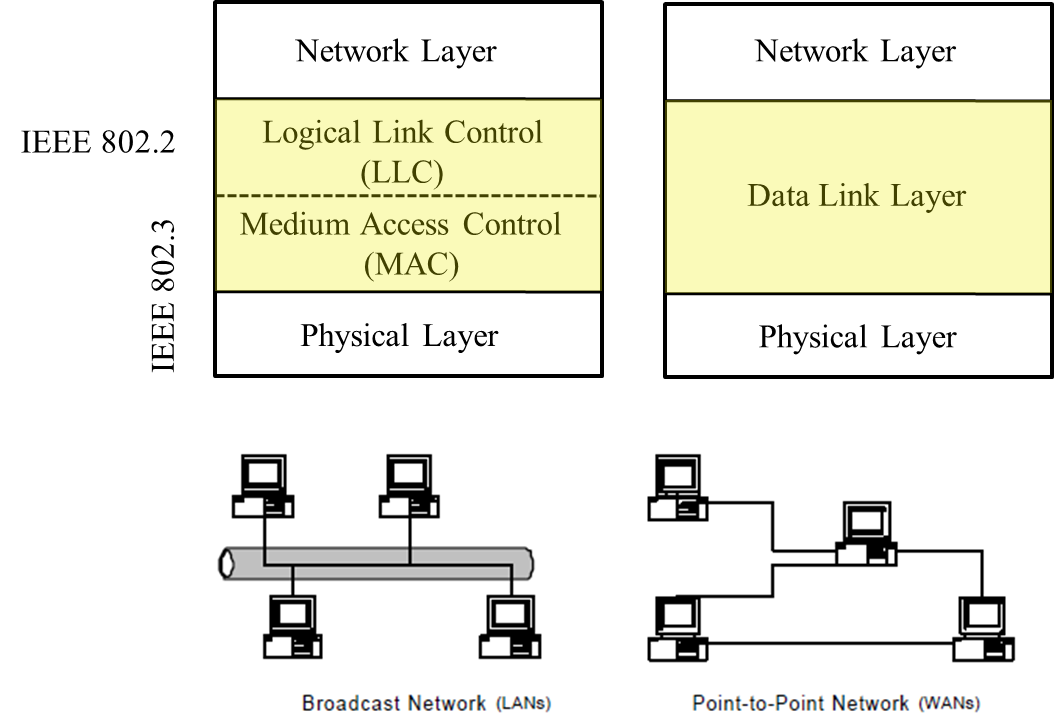 Network Layer
IEEE 802.2
Logical Link Control
(LLC)
Medium Access Control
(MAC)
IEEE 802.3
Physical Layer
Network Layer
Data Link Layer
Physical Layer
Broadcast Network (LANs)
Point-to-Point Network (WANs)